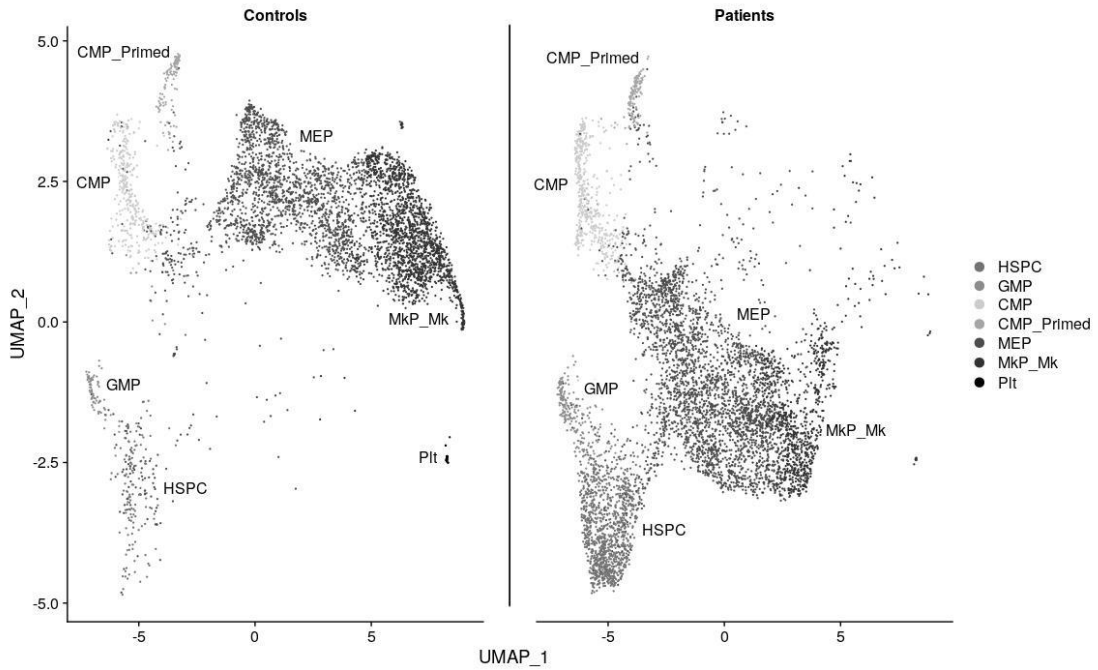 Controls
Patients
5.0
2.5
0.0
-2.5
-5.0
UMAP_2
CMP_Primed
MEP
CMP
MkP_Mk
GMP
Plt
HSPC
-5
0
5
CMP_Primed
CMP
MEP
GMP
MkP_Mk
HSPC
-5
0
5
UMAP_1
HSPC
GMP
CMP
CMP_Primed
MEP
MkP_Mk
Plt